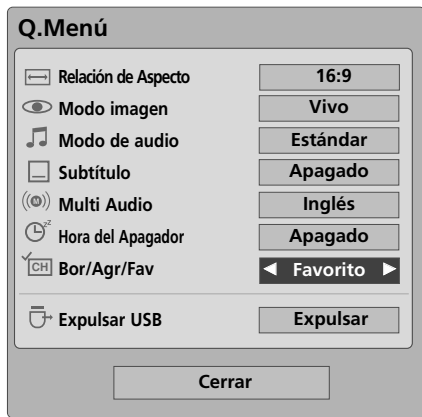 Q.Menú
Relación de Aspecto 16:9
Modo imagen Vivo
Modo de audio Estándar
Subtítulo Apagado
((M)) Multi Audio Inglés
zz Hora del Apagador Apagado
CH Bor/Agr/Fav ◀ Favorito ▶
Expulsar USB Expulsar
Cerrar